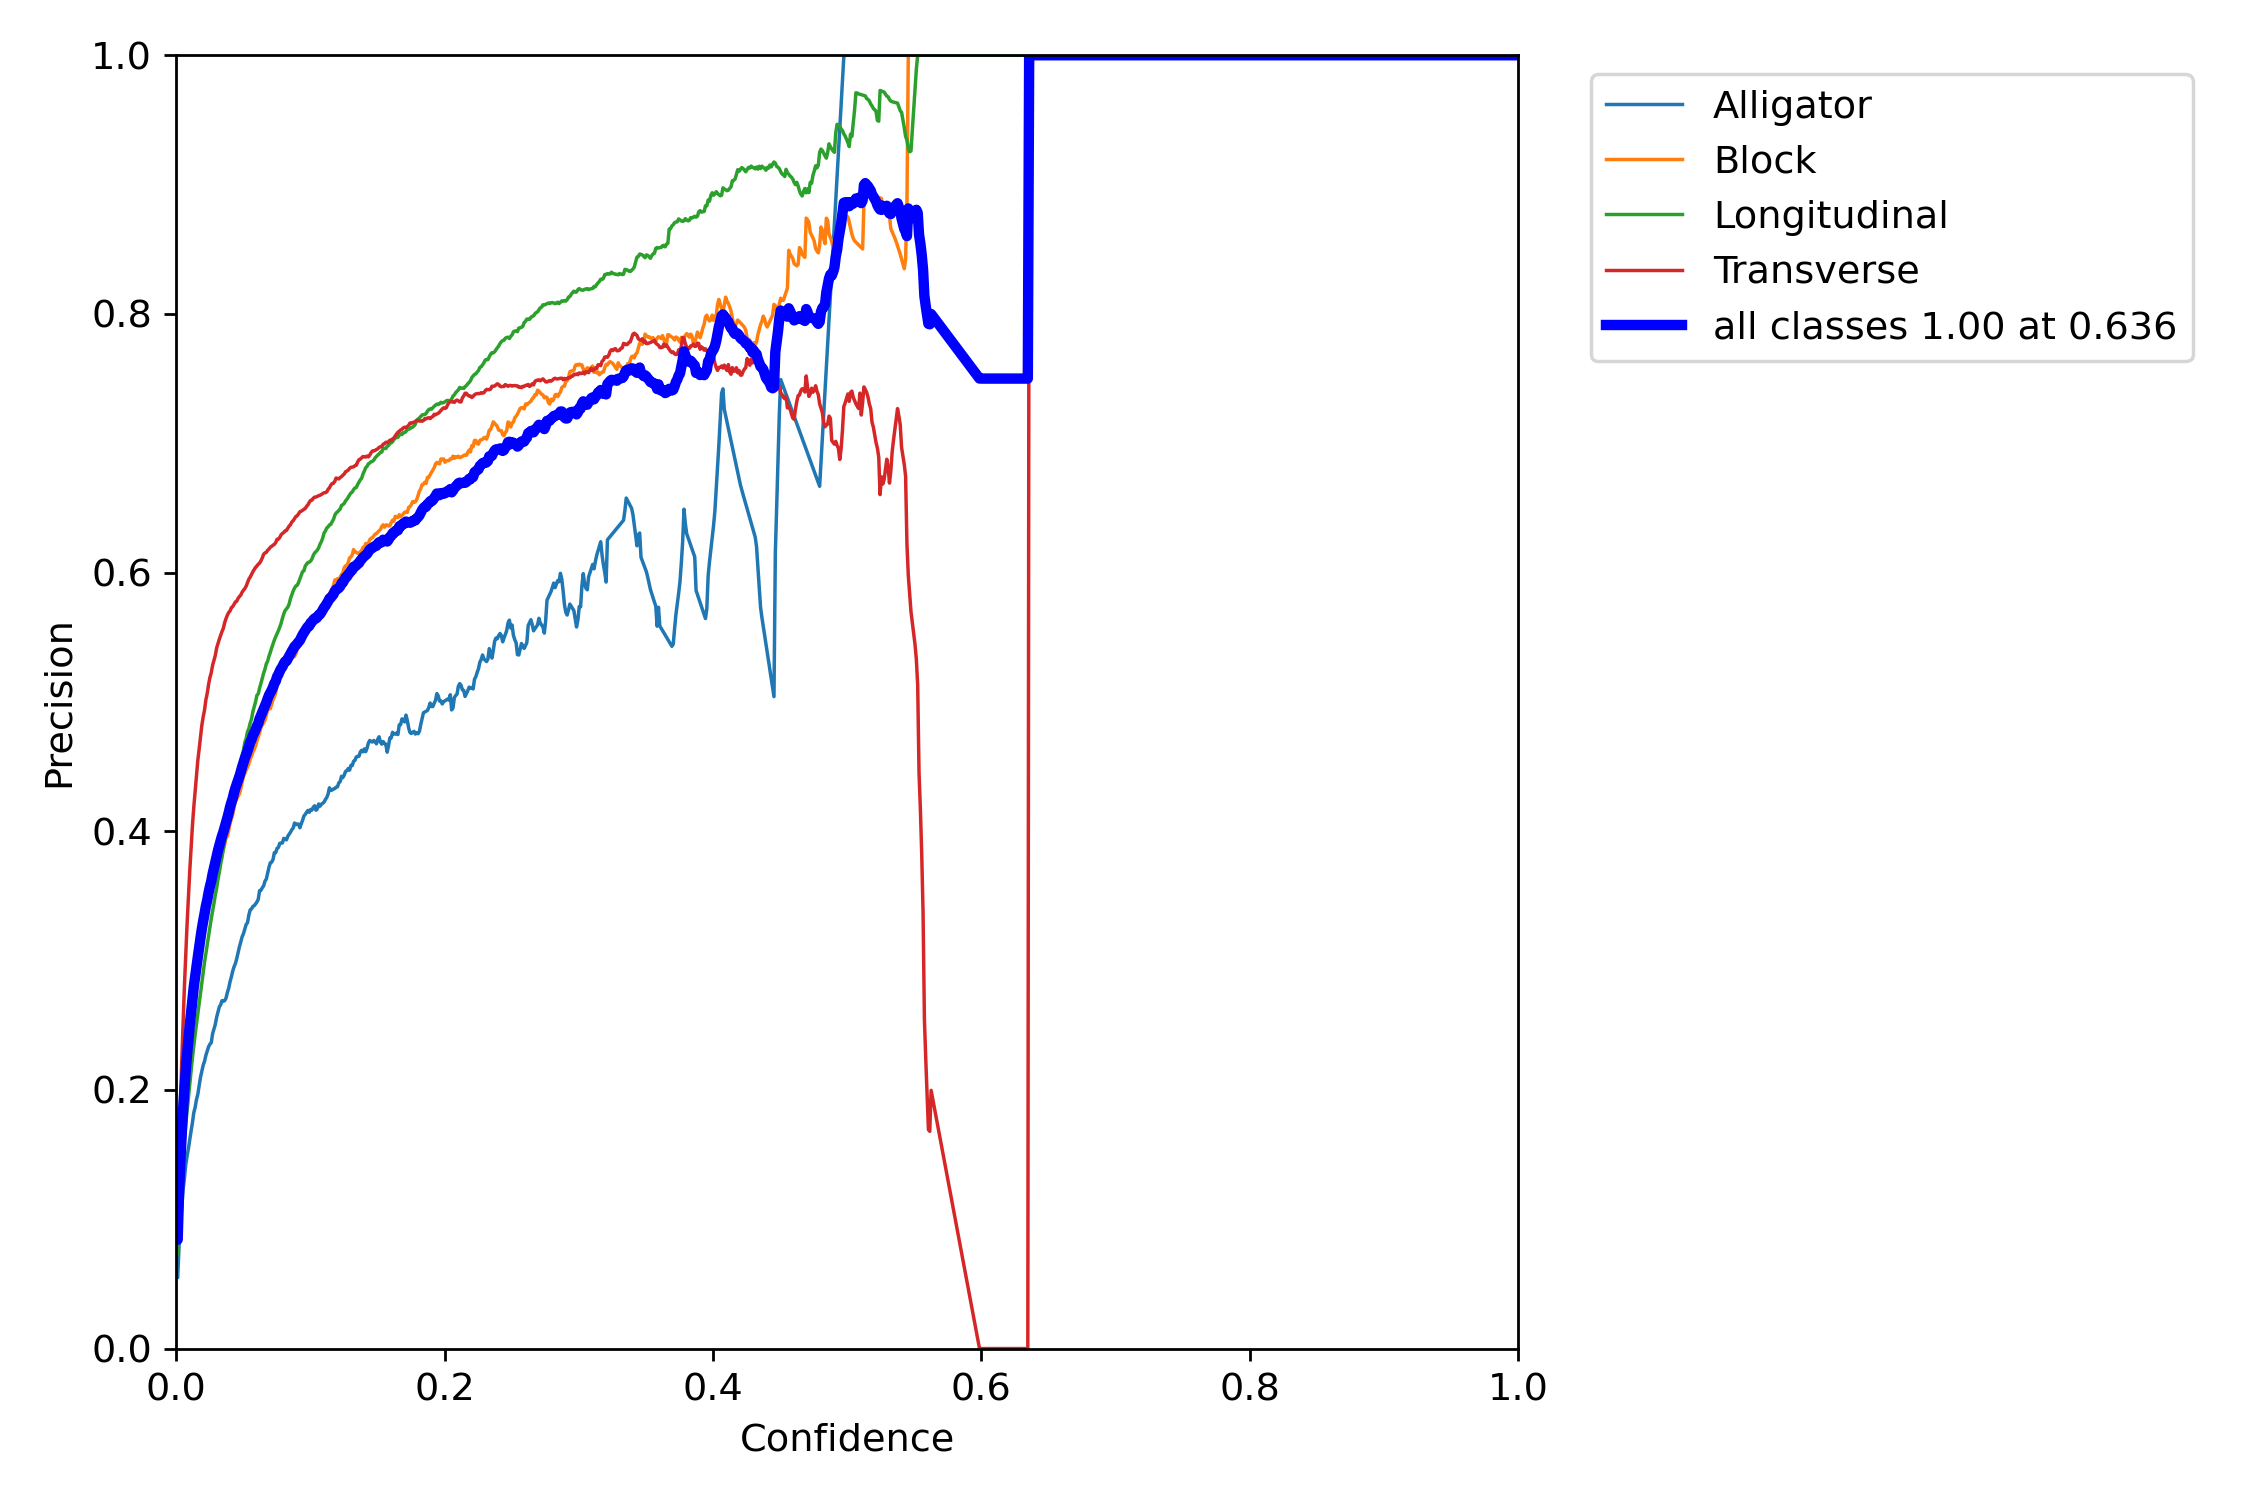 1.0
0.8
0.6
0.4
0.2
0.0
Precision
0.0 0.2 0.4 0.6 0.8 1.0
Confidence
Alligator
Block
Longitudinal
Transverse
all classes 1.00 at 0.636